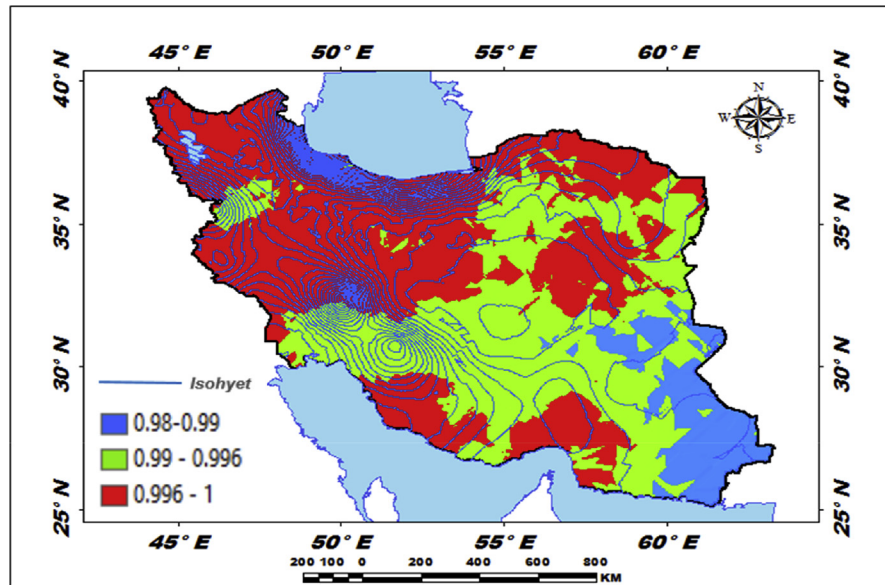 45° E 50° E 55° E 60° E
40° N 40° N
N
W E
S
35° N 35° N
30° N 30° N
Isohyet
0.98-0.99
0.99 - 0.996
0.996 - 1
25° N 25° N
45° E 50° E 55° E 60° E
200 100 0 200 400 600 800
KM